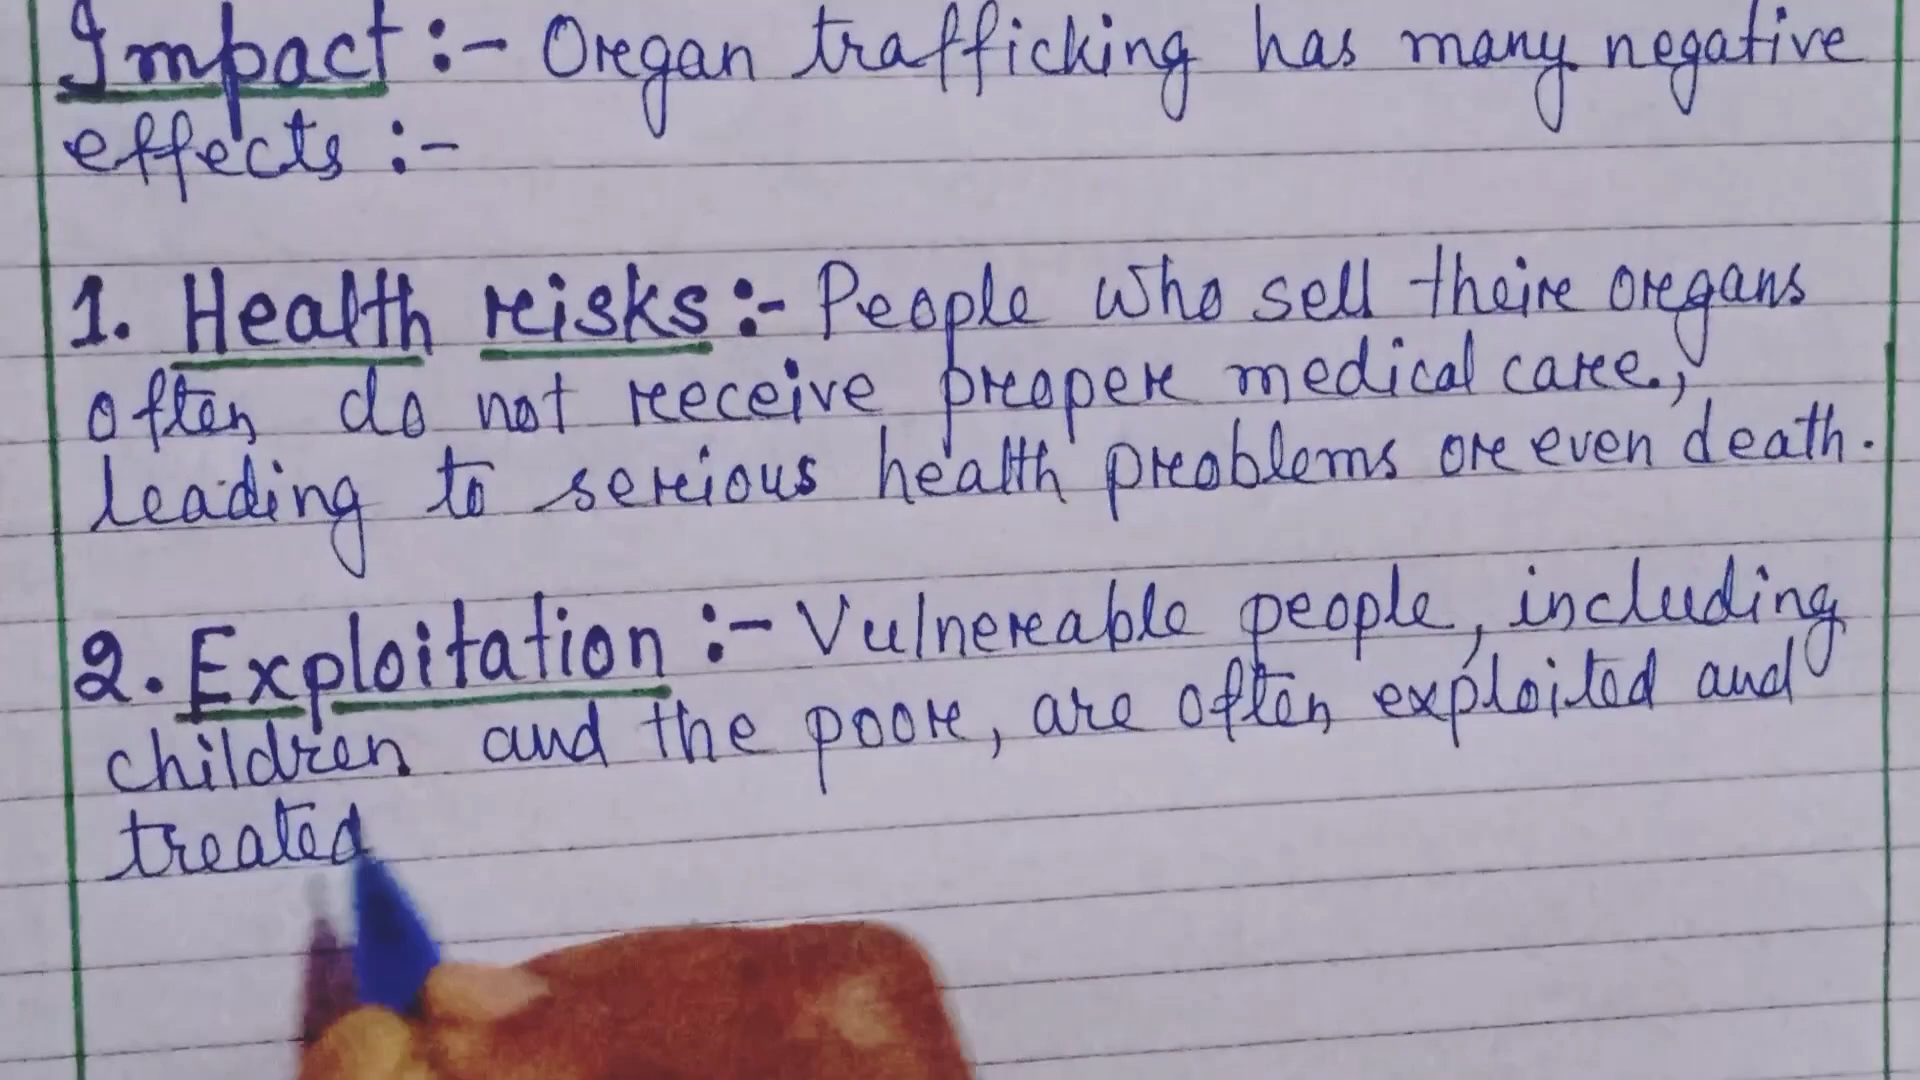 Impact :- Organ trafficking has many negative
effects :-
1. Health risks :- People who sell their organs
often do not receive proper medical care,
leading to serious health problems or even death.
2. Exploitation :- Vulnerable people, including
children and the poor, are often exploited and
treated